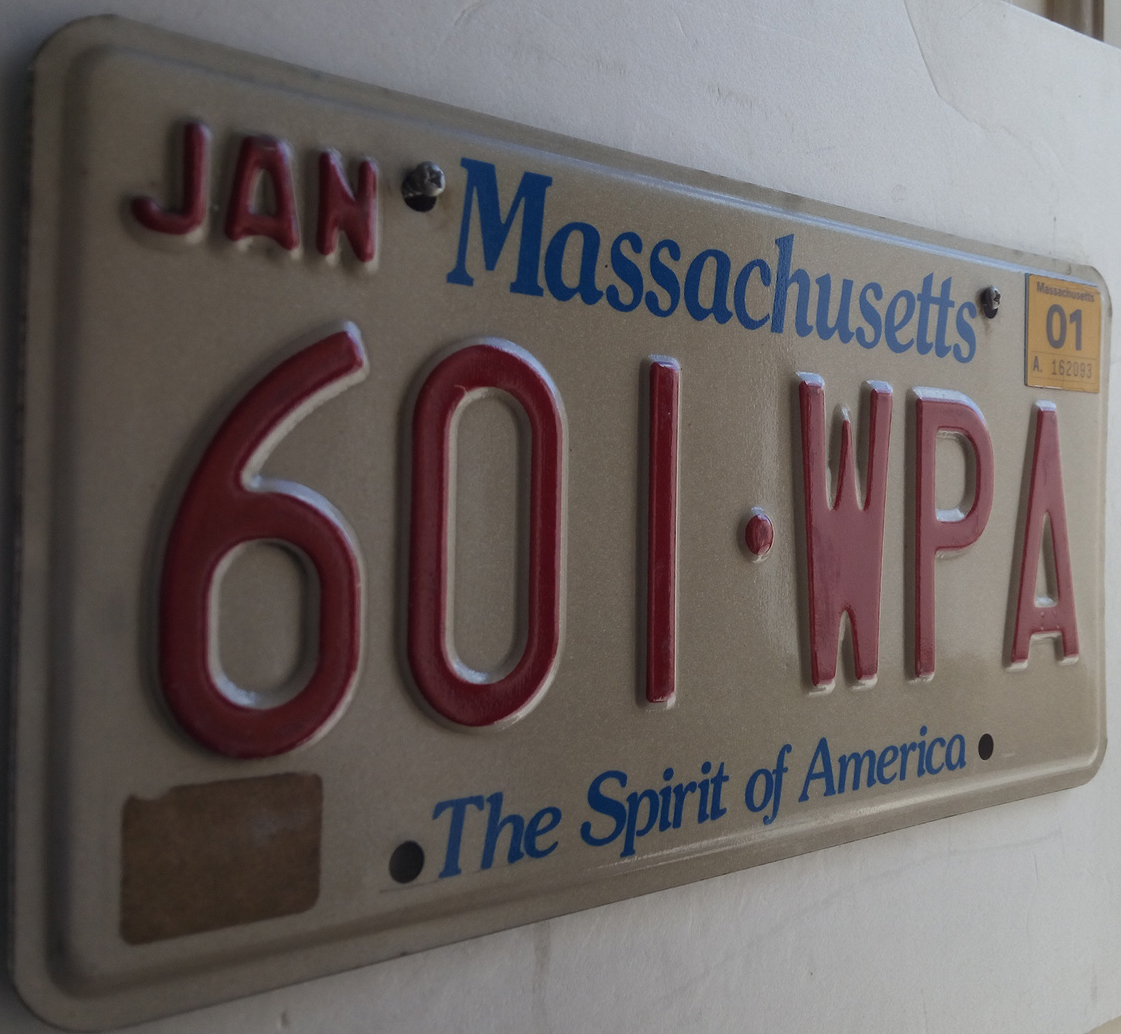 JAN Massachusetts
Massachusetts
01
A. 162093
601·WPA
The Spirit of America